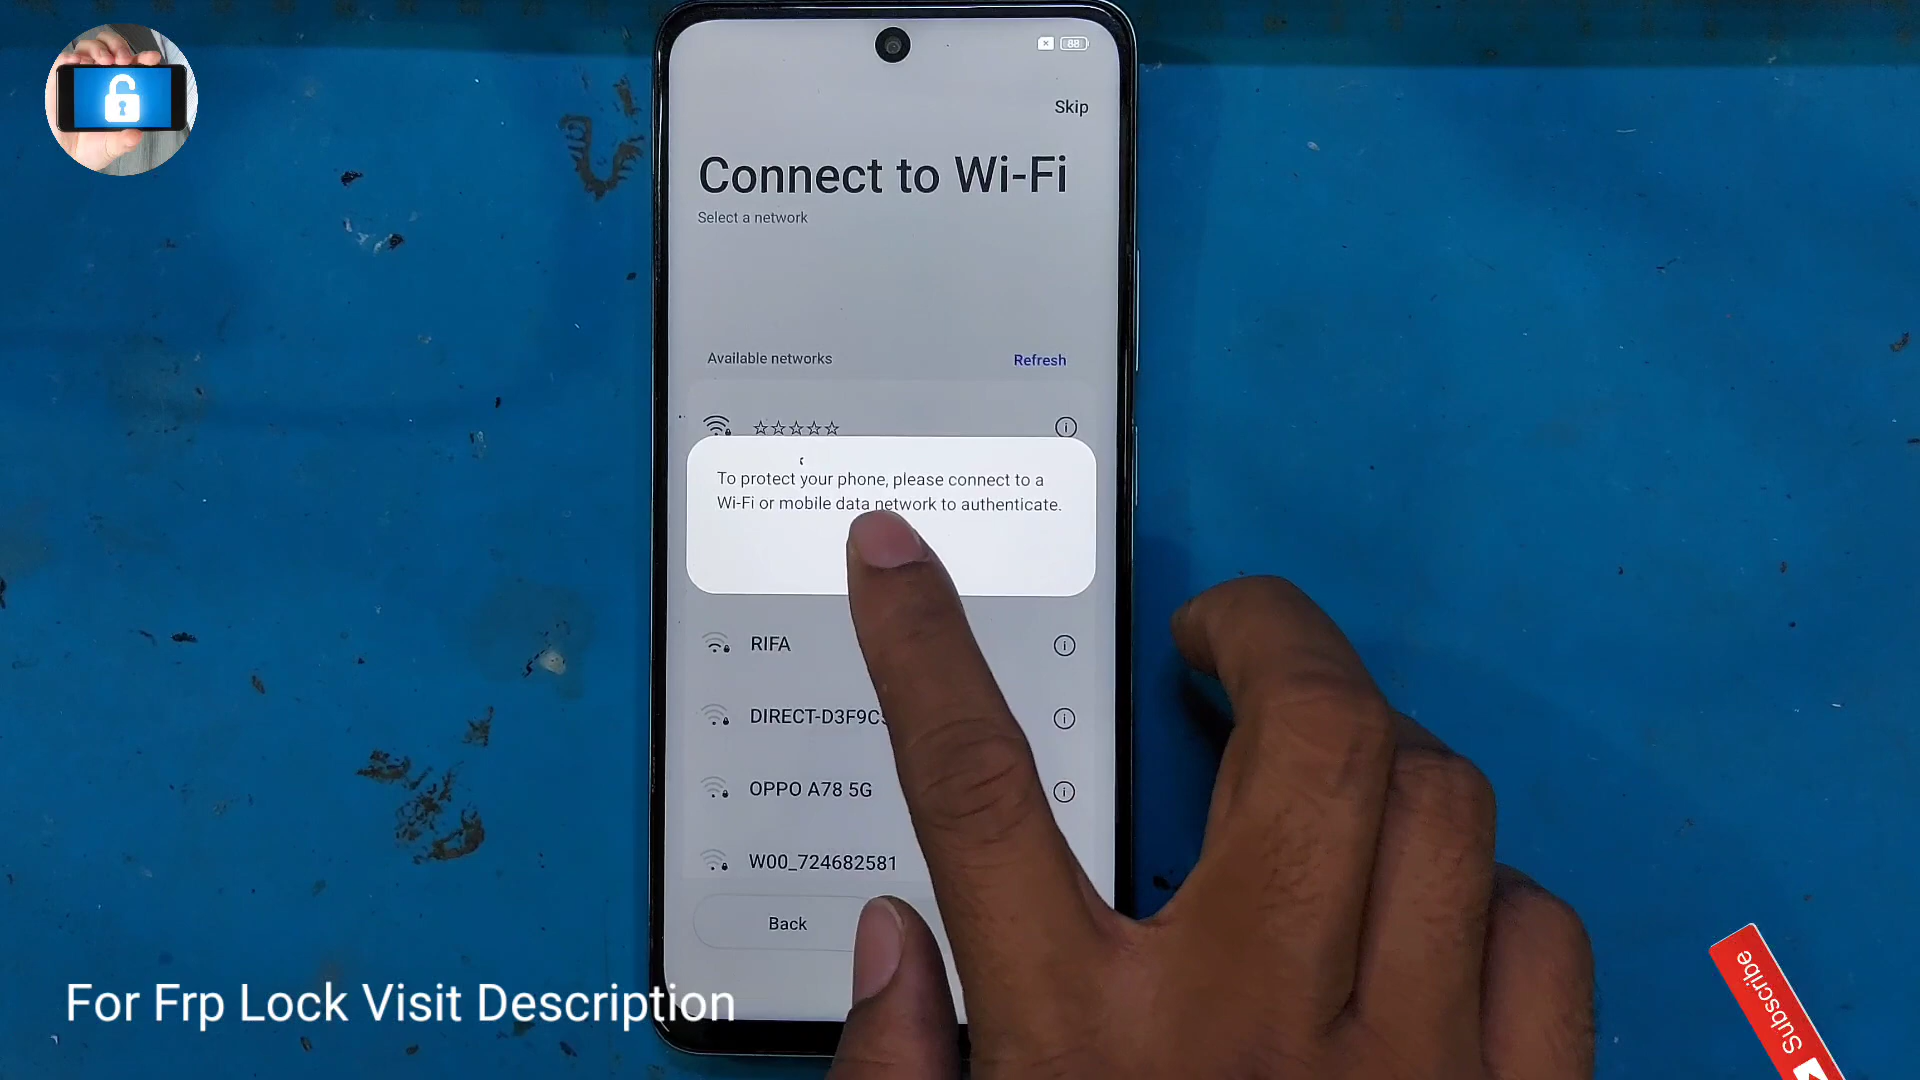 88
Skip
Connect to Wi-Fi
Select a network
Available networks
Refresh
☆☆☆☆☆
To protect your phone, please connect to a
Wi-Fi or mobile data network to authenticate.
RIFA
DIRECT-D3F9C
OPPO A78 5G
W00_724682581
Back
For Frp Lock Visit Description
Subscribe